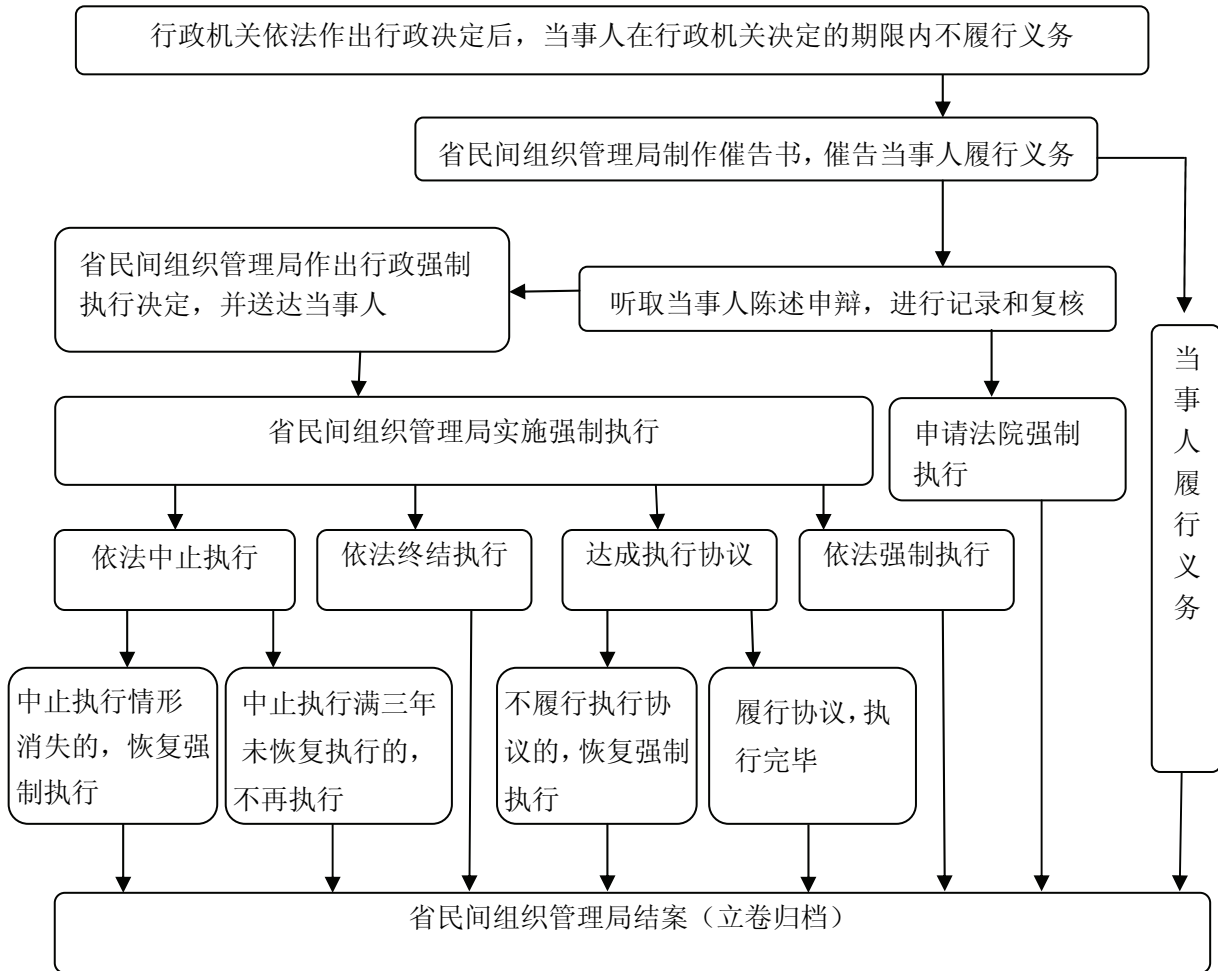 行政机关依法作出行政决定后，当事人在行政机关决定的期限内不履行义务
省民间组织管理局制作催告书，催告当事人履行义务
省民间组织管理局作出行政强制
执行决定，并送达当事人
听取当事人陈述申辩，进行记录和复核
当事人履行义务
省民间组织管理局实施强制执行
申请法院强制
执行
依法中止执行
依法终结执行
达成执行协议
依法强制执行
中止执行情形
消失的，恢复强
制执行
中止执行满三年
未恢复执行的，
不再执行
不履行执行协
议的，恢复强制
执行
履行协议，执
行完毕
省民间组织管理局结案（立卷归档）